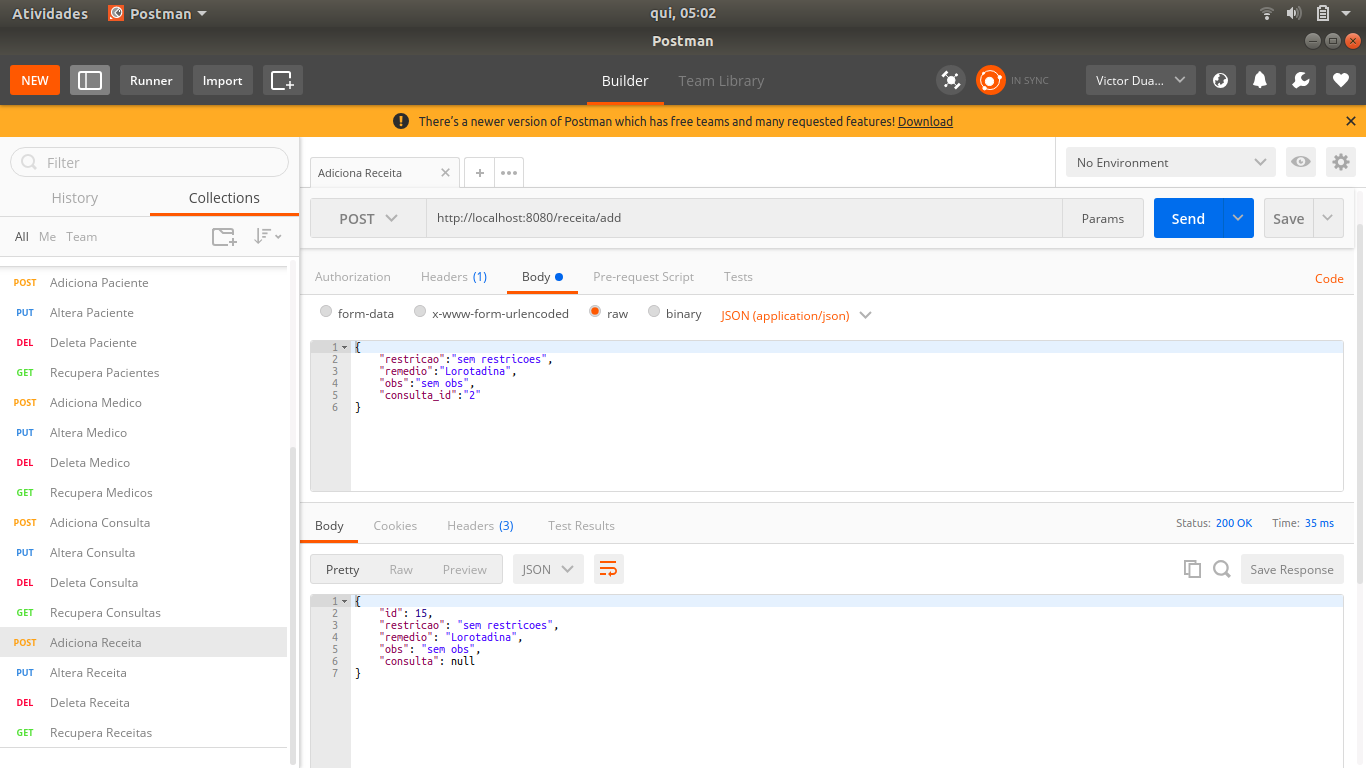 Atividades Postman qui, 05:02
Postman
NEW Runner Import Builder Team Library IN SYNC Victor Dua...
There's a newer version of Postman which has free teams and many requested features! Download
Filter
History Collections
All Me Team
POST Adiciona Paciente
PUT Altera Paciente
DEL Deleta Paciente
GET Recupera Pacientes
POST Adiciona Medico
PUT Altera Medico
DEL Deleta Medico
GET Recupera Medicos
POST Adiciona Consulta
PUT Altera Consulta
DEL Deleta Consulta
GET Recupera Consultas
POST Adiciona Receita
PUT Altera Receita
DEL Deleta Receita
GET Recupera Receitas
Adiciona Receita
No Environment
POST http://localhost:8080/receita/add Params Send Save
Authorization Headers (1) Body Pre-request Script Tests Code
form-data x-www-form-urlencoded raw binary JSON (application/json)
1 {
2 "restricao":"sem restricoes",
3 "remedio":"Lorotadina",
4 "obs":"sem obs",
5 "consulta_id":"2"
6 }
Body Cookies Headers (3) Test Results Status: 200 OK Time: 35 ms
Pretty Raw Preview JSON Save Response
1 {
2 "id": 15,
3 "restricao": "sem restricoes",
4 "remedio": "Lorotadina",
5 "obs": "sem obs",
6 "consulta": null
7 }